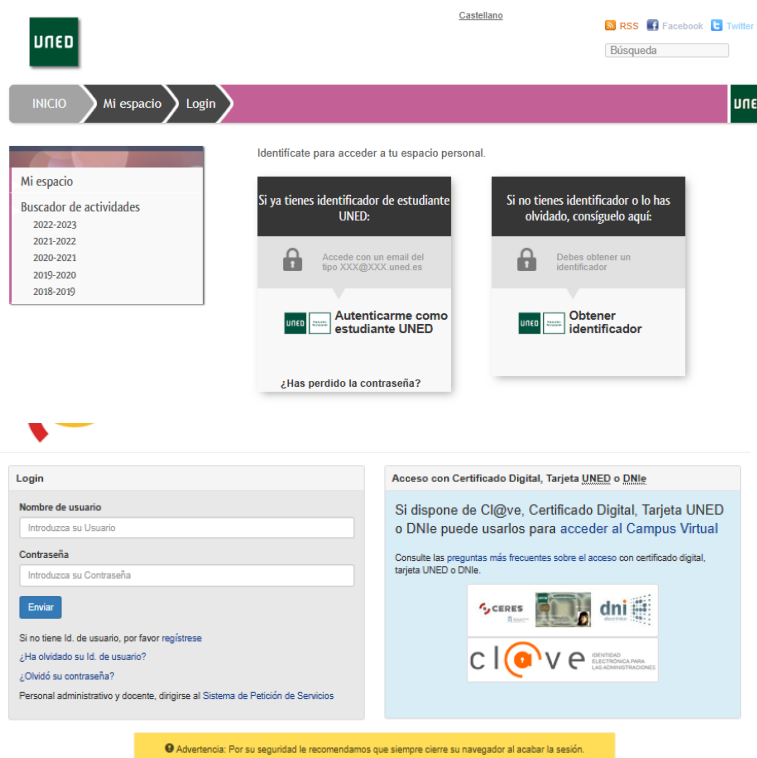 Castellano
RSS Facebook Twitter
UNED
Búsqueda
INICIO Mi espacio Login
Identifícate para acceder a tu espacio personal.
Mi espacio
Buscador de actividades
2022-2023
2021-2022
2020-2021
2019-2020
2018-2019
Si ya tienes identificador de estudiante
UNED:
Accede con un email del
tipo XXX@XXX.uned.es
UNED
Autenticarme como
estudiante UNED
¿Has perdido la contraseña?
Si no tienes identificador o lo has
olvidado, consíguelo aquí:
Debes obtener un
identificador
UNED
Obtener
identificador
Login
Nombre de usuario
Introduzca su Usuario
Contraseña
Introduzca su Contraseña
Enviar
Si no tiene Id. de usuario, por favor regístrese
¿Ha olvidado su Id. de usuario?
¿Olvidó su contraseña?
Personal administrativo y docente, dirigirse al Sistema de Petición de Servicios
Acceso con Certificado Digital, Tarjeta UNED o DNIe
Si dispone de Cl@ve, Certificado Digital, Tarjeta UNED
o DNIe puede usarlos para acceder al Campus Virtual
Consulte las preguntas más frecuentes sobre el acceso con certificado digital,
tarjeta UNED o DNIe.
CERES
dni
cl@ve IDENTIDAD
ELECTRÓNICA PARA
LAS ADMINISTRACIONES
Advertencia: Por su seguridad le recomendamos que siempre cierre su navegador al acabar la sesión.